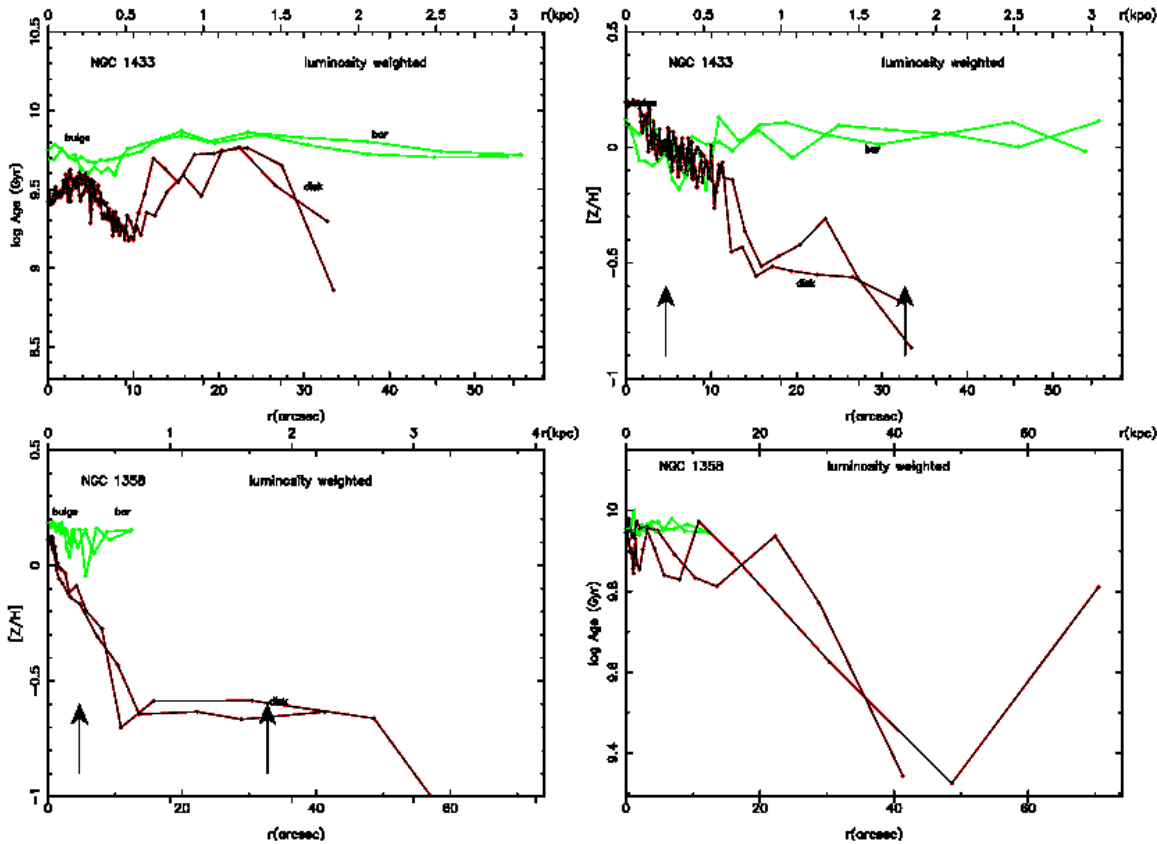 0 0.5 1 1.5 2 2.5 3 r(kpc)
NGC 1433 luminosity weighted
bulge
bar
disk
log Age (Gyr)
10.5
10
9.5
9
8.5
0 10 20 30 40 50
r(arcsec)
0 0.5 1 1.5 2 2.5 3 r(kpc)
NGC 1433 luminosity weighted
bar
disk
[Z/H]
0.5
0
-0.5
-1
0 10 20 30 40 50
r(arcsec)
0 1 2 3 4 r(kpc)
NGC 1358 luminosity weighted
bulge bar
disk
[Z/H]
0.5
0
-0.5
-1
0 20 40 60
r(arcsec)
0 20 40 60 r(kpc)
NGC 1358 luminosity weighted
log Age (Gyr)
10
9.8
9.6
9.4
0 20 40 60
r(arcsec)